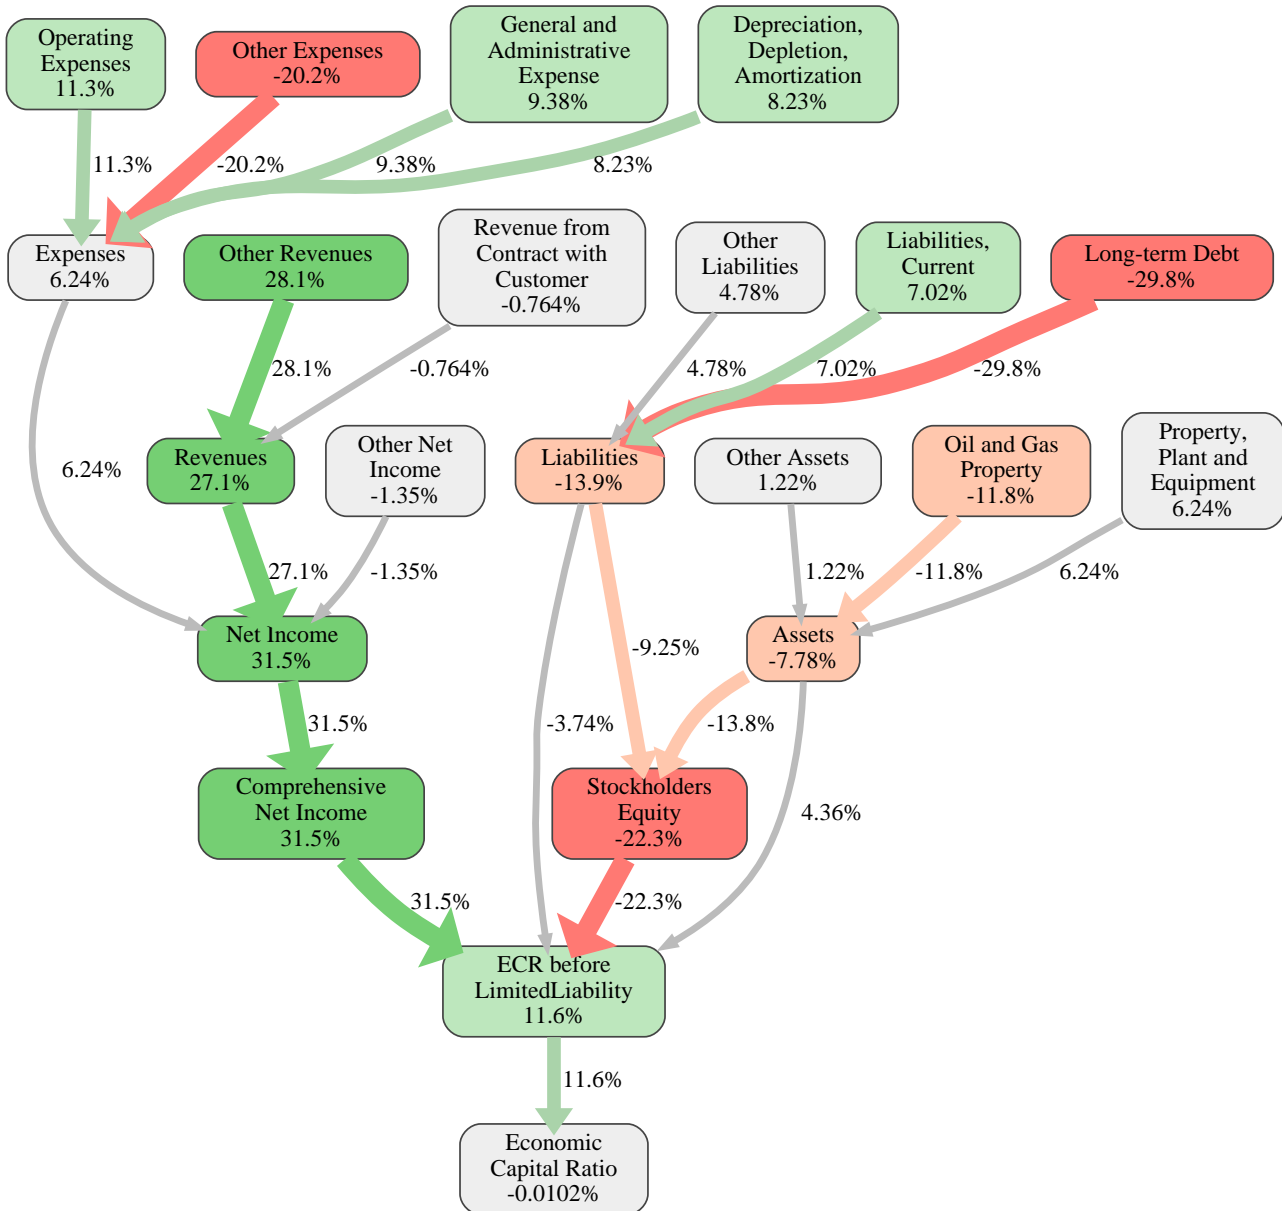 Operating
Expenses
11.3%
Other Expenses
-20.2%
General and
Administrative
Expense
9.38%
Depreciation,
Depletion,
Amortization
8.23%
11.3%
-20.2%
9.38%
8.23%
Expenses
6.24%
Other Revenues
28.1%
Revenue from
Contract with
Customer
-0.764%
Other
Liabilities
4.78%
Liabilities,
Current
7.02%
Long-term Debt
-29.8%
28.1%
-0.764%
4.78%
7.02%
-29.8%
6.24%
Revenues
27.1%
Other Net
Income
-1.35%
Liabilities
-13.9%
Other Assets
1.22%
Oil and Gas
Property
-11.8%
Property,
Plant and
Equipment
6.24%
27.1%
-1.35%
1.22%
-11.8%
6.24%
Net Income
31.5%
-9.25%
Assets
-7.78%
31.5%
-3.74%
-13.8%
Comprehensive
Net Income
31.5%
Stockholders
Equity
-22.3%
4.36%
31.5%
-22.3%
ECR before
LimitedLiability
11.6%
11.6%
Economic
Capital Ratio
-0.0102%